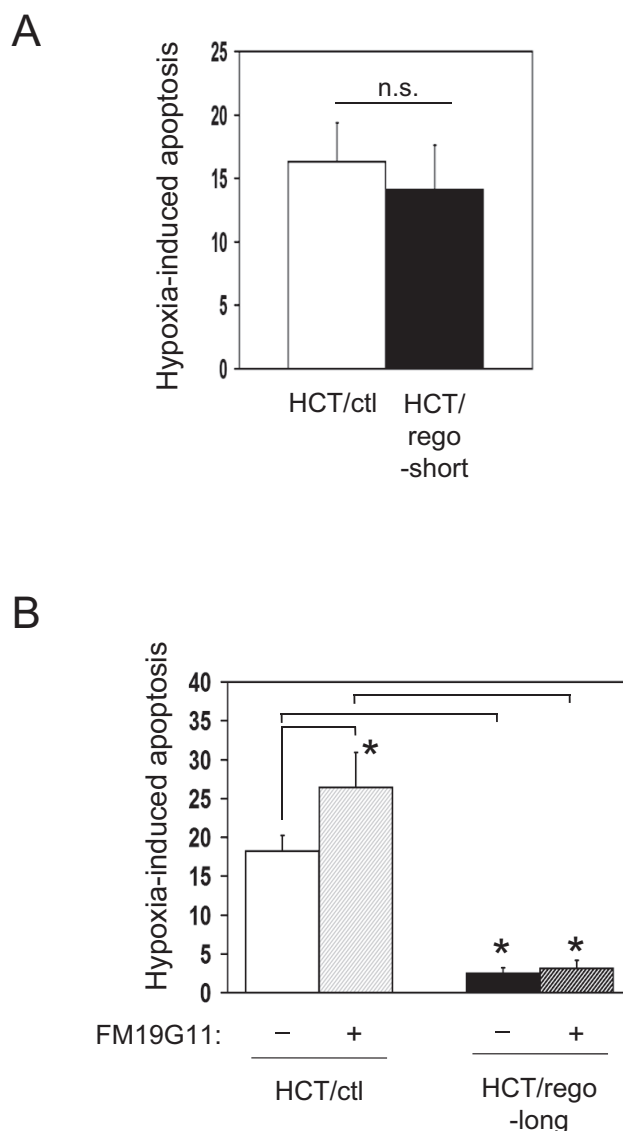 A
Hypoxia-induced apoptosis
25
20
15
10
5
0
n.s.
HCT/ctl
HCT/
rego
-short
B
Hypoxia-induced apoptosis
40
35
30
25
20
15
10
5
0
*
*
*
FM19G11:
− + − +
HCT/ctl
HCT/rego
-long